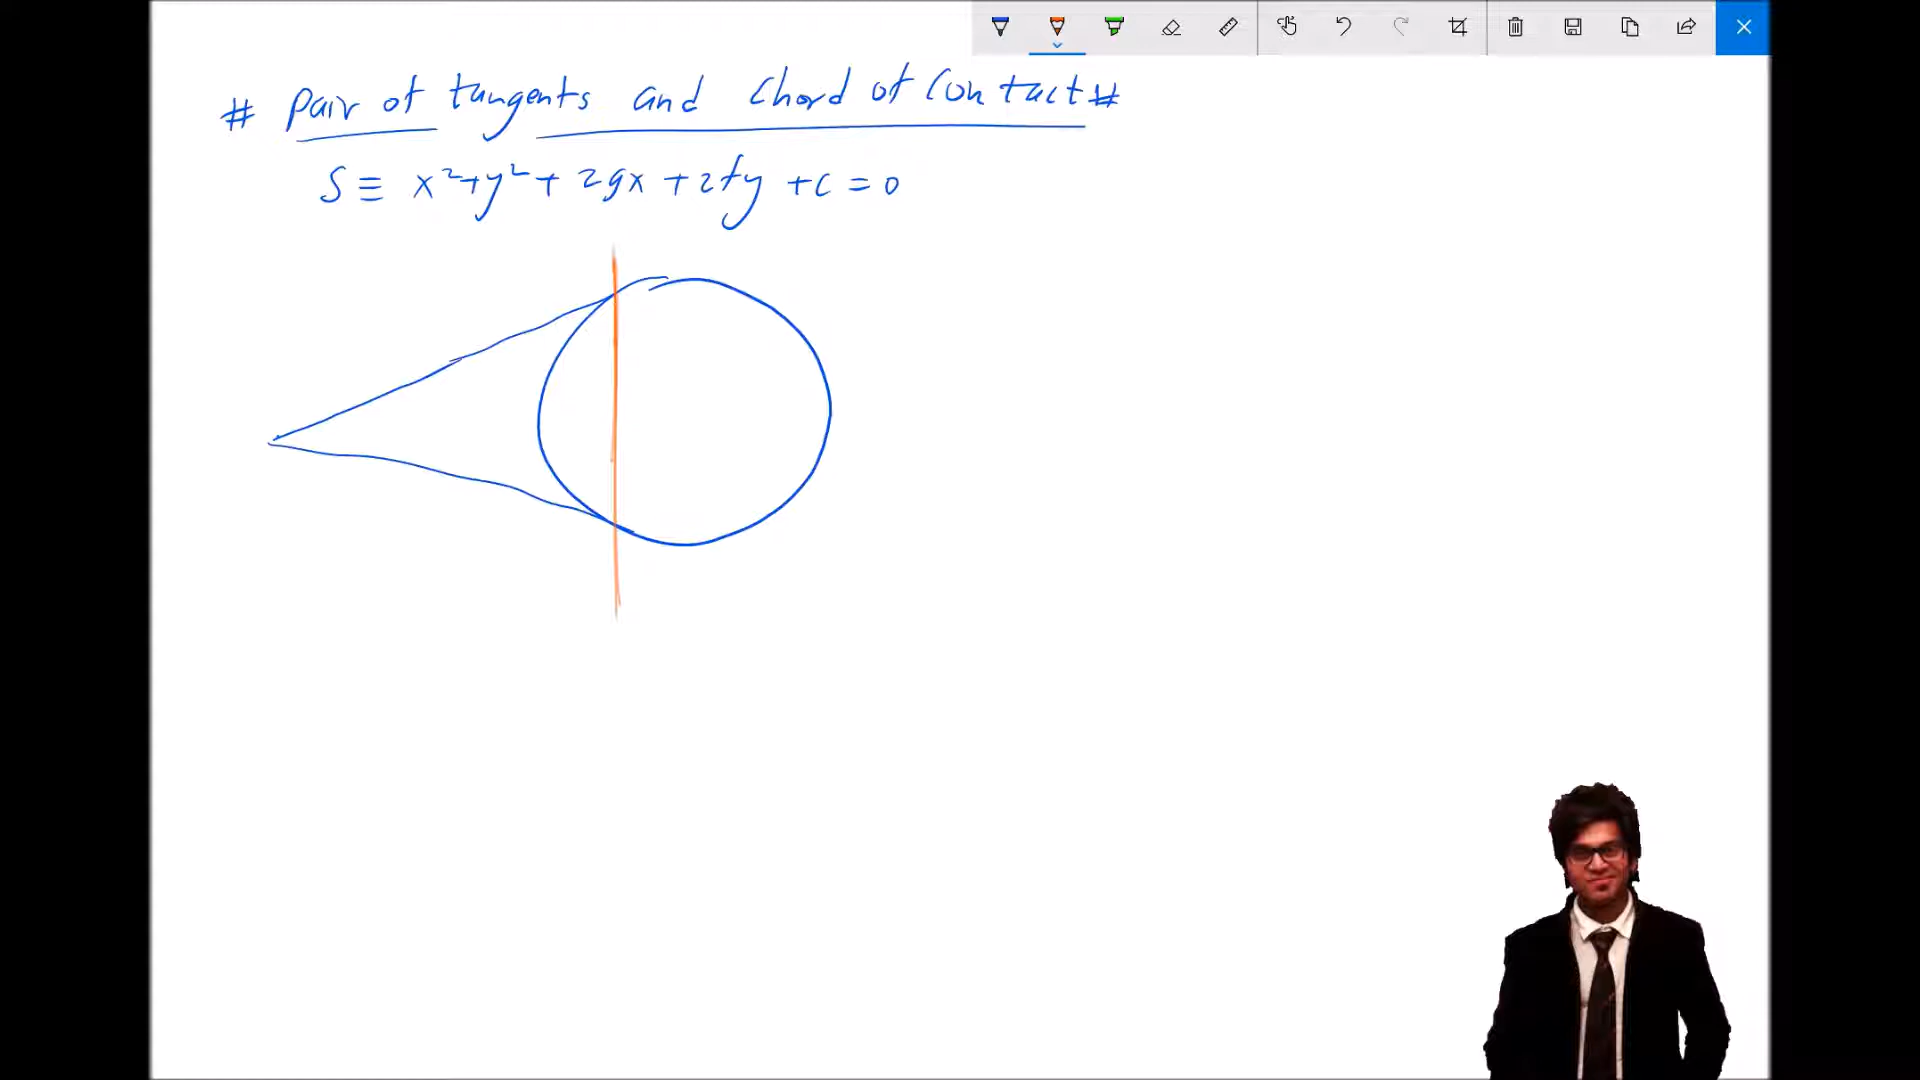 # Pair of tangents and Chord of Contact #
S ≡ x²+y²+ 2gx +2fy +c = 0